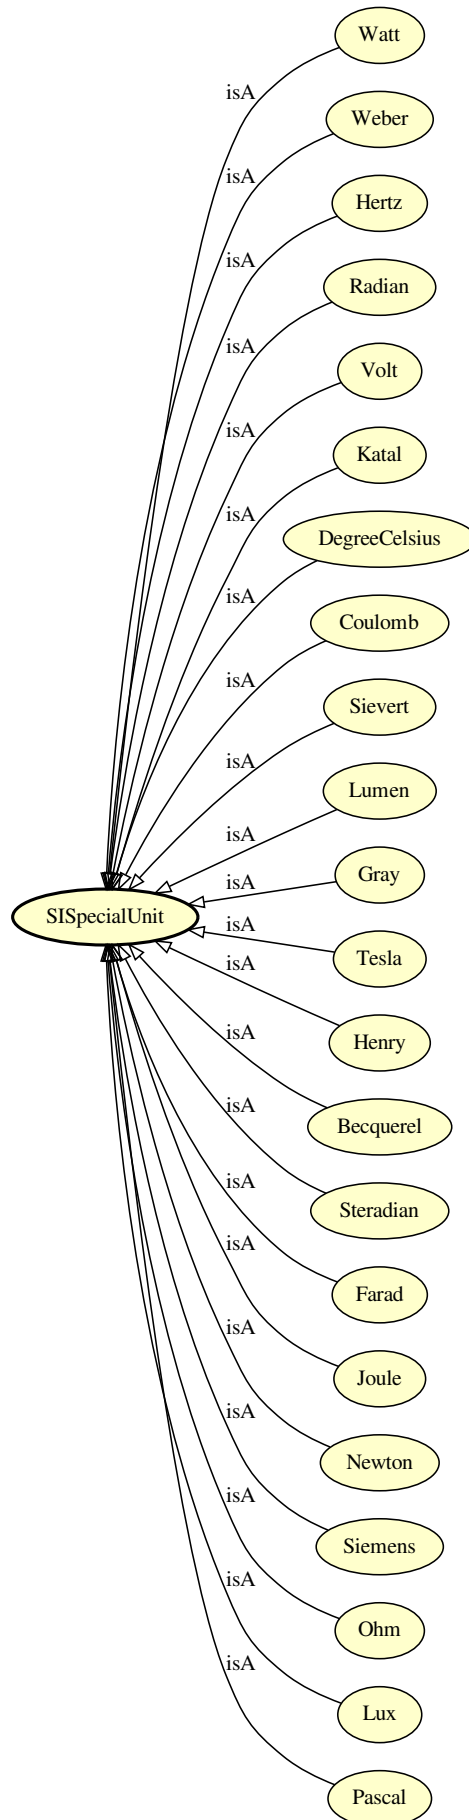 Watt
isA
Weber
isA
Hertz
isA
Radian
isA
Volt
isA
Katal
isA
DegreeCelsius
isA
Coulomb
isA
Sievert
isA
Lumen
isA
Gray
isA
SISpecialUnit
isA
Tesla
isA
Henry
isA
Becquerel
isA
Steradian
isA
Farad
isA
Joule
isA
Newton
isA
Siemens
isA
Ohm
isA
Lux
isA
Pascal